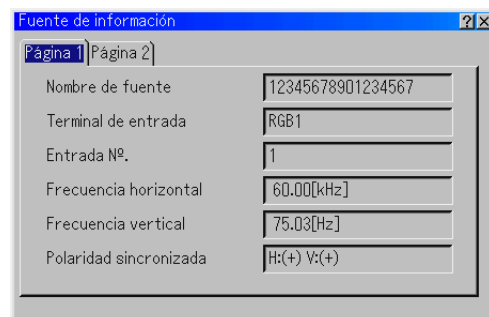 Fuente de información
Página 1 Página 2
Nombre de fuente 12345678901234567
Terminal de entrada RGB1
Entrada Nº. 1
Frecuencia horizontal 60.00[kHz]
Frecuencia vertical 75.03[Hz]
Polaridad sincronizada H:(+) V:(+)